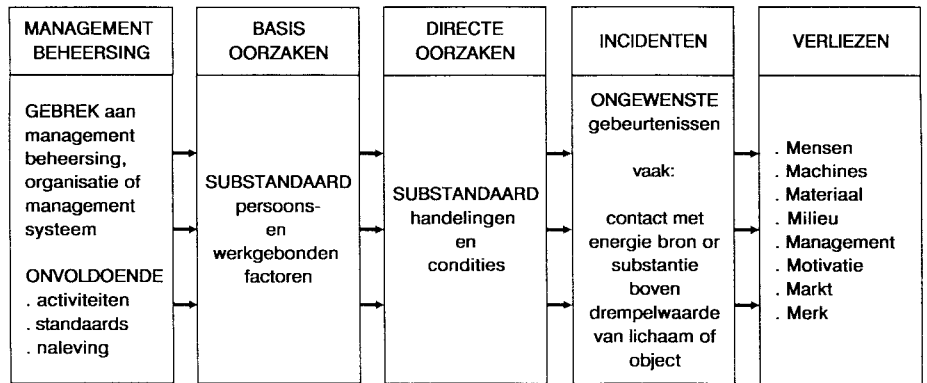 MANAGEMENT
BEHEERSING
GEBREK aan
management
beheersing,
organisatie of
management
systeem
ONVOLDOENDE
. activiteiten
. standaards
. naleving
BASIS
OORZAKEN
SUBSTANDAARD
persoons-
en
werkgebonden
factoren
DIRECTE
OORZAKEN
SUBSTANDAARD
handelingen
en
condities
INCIDENTEN
ONGEWENSTE
gebeurtenissen
vaak:
contact met
energie bron or
substantie
boven
drempelwaarde
van lichaam of
object
VERLIEZEN
. Mensen
. Machines
. Materiaal
. Milieu
. Management
. Motivatie
. Markt
. Merk